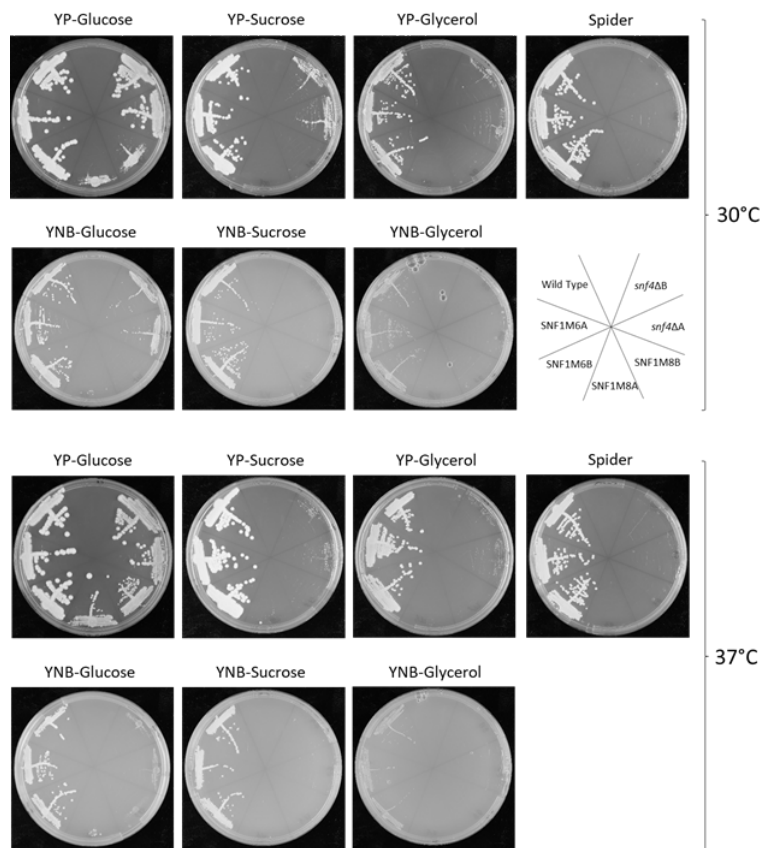 YP-Glucose YP-Sucrose YP-Glycerol Spider
30°C
YNB-Glucose YNB-Sucrose YNB-Glycerol
Wild Type snf4ΔB
SNF1M6A snf4ΔA
SNF1M6B SNF1M8B
SNF1M8A
YP-Glucose YP-Sucrose YP-Glycerol Spider
37°C
YNB-Glucose YNB-Sucrose YNB-Glycerol